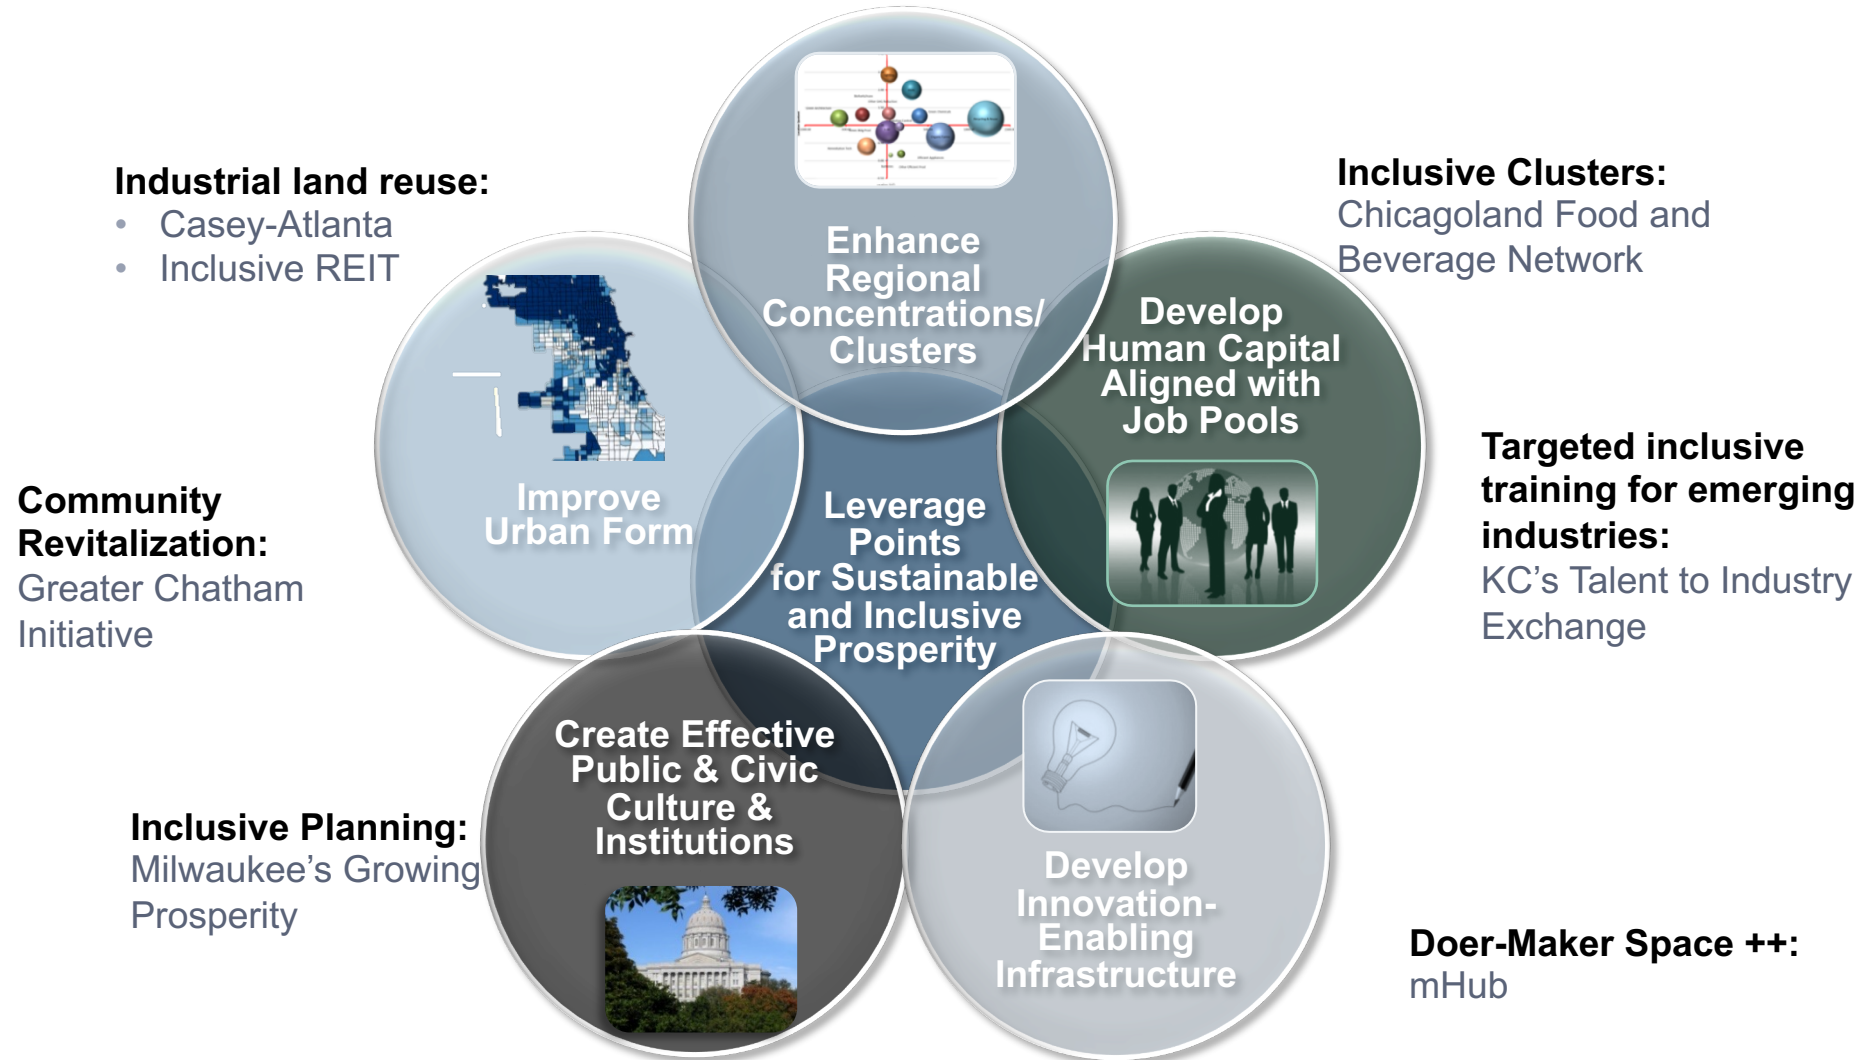 Enhance
Regional
Concentrations/
Clusters
Industrial land reuse:
• Casey-Atlanta
• Inclusive REIT
Inclusive Clusters:
Chicagoland Food and
Beverage Network
Develop
Human Capital
Aligned with
Job Pools
Improve
Urban Form
Leverage
Points
for Sustainable
and Inclusive
Prosperity
Community
Revitalization:
Greater Chatham
Initiative
Targeted inclusive
training for emerging
industries:
KC’s Talent to Industry
Exchange
Create Effective
Public & Civic
Culture &
Institutions
Inclusive Planning:
Milwaukee’s Growing
Prosperity
Develop
Innovation-
Enabling
Infrastructure
Doer-Maker Space ++:
mHub